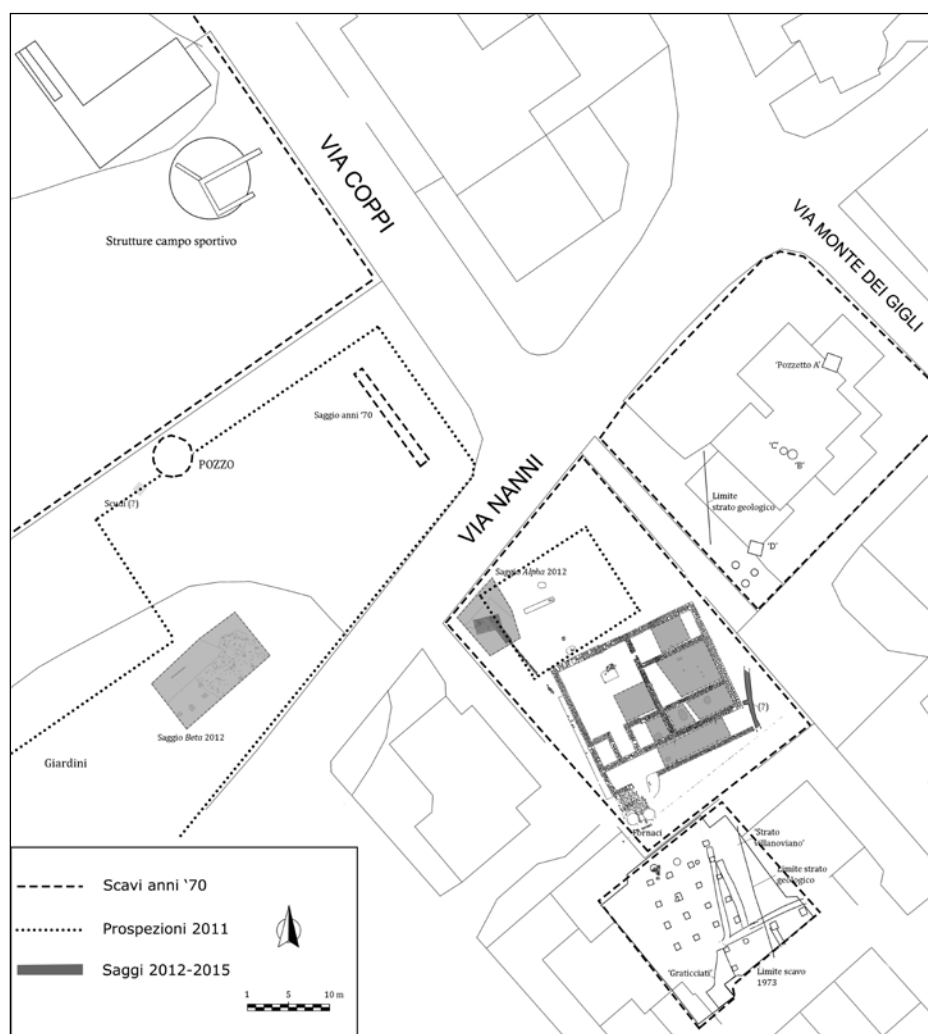 VIA COPPI
Strutture campo sportivo
VIA MONTE DEI GIGLI
'Pozzetto A'
Saggio anni '70
'C'
'B'
POZZO
Scudi (?)
VIA NANNI
Limite
strato geologico
'D'
Saggio Alpha 2012
(?)
Saggio Beta 2012
Giardini
Fornaci
'Strato
villanoviano'
Limite strato
geologico
'Graticciati'
Limite scavo
1973
Scavi anni '70
Prospezioni 2011
Saggi 2012-2015
1 5 10 m